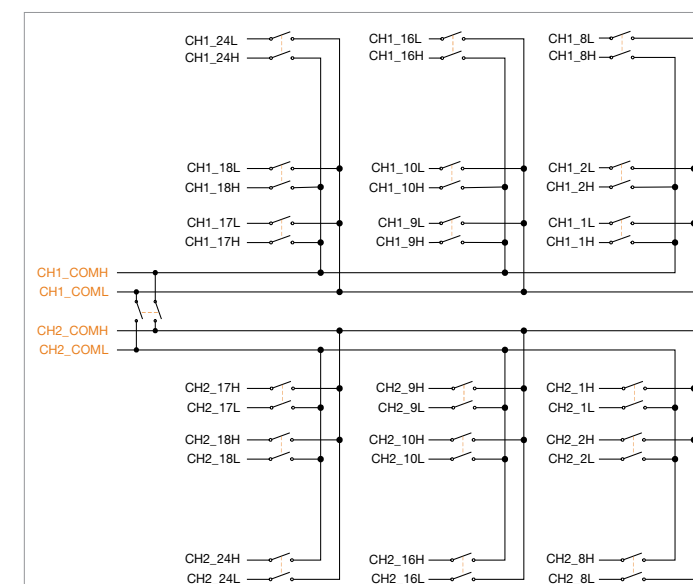 CH1_24L CH1_16L CH1_8L
CH1_24H CH1_16H CH1_8H
CH1_18L CH1_10L CH1_2L
CH1_18H CH1_10H CH1_2H
CH1_17L CH1_9L CH1_1L
CH1_17H CH1_9H CH1_1H
CH1_COMH
CH1_COML
CH2_COMH
CH2_COML
CH2_17H CH2_9H CH2_1H
CH2_17L CH2_9L CH2_1L
CH2_18H CH2_10H CH2_2H
CH2_18L CH2_10L CH2_2L
CH2_24H CH2_16H CH2_8H
CH2_24L CH2_16L CH2_8L